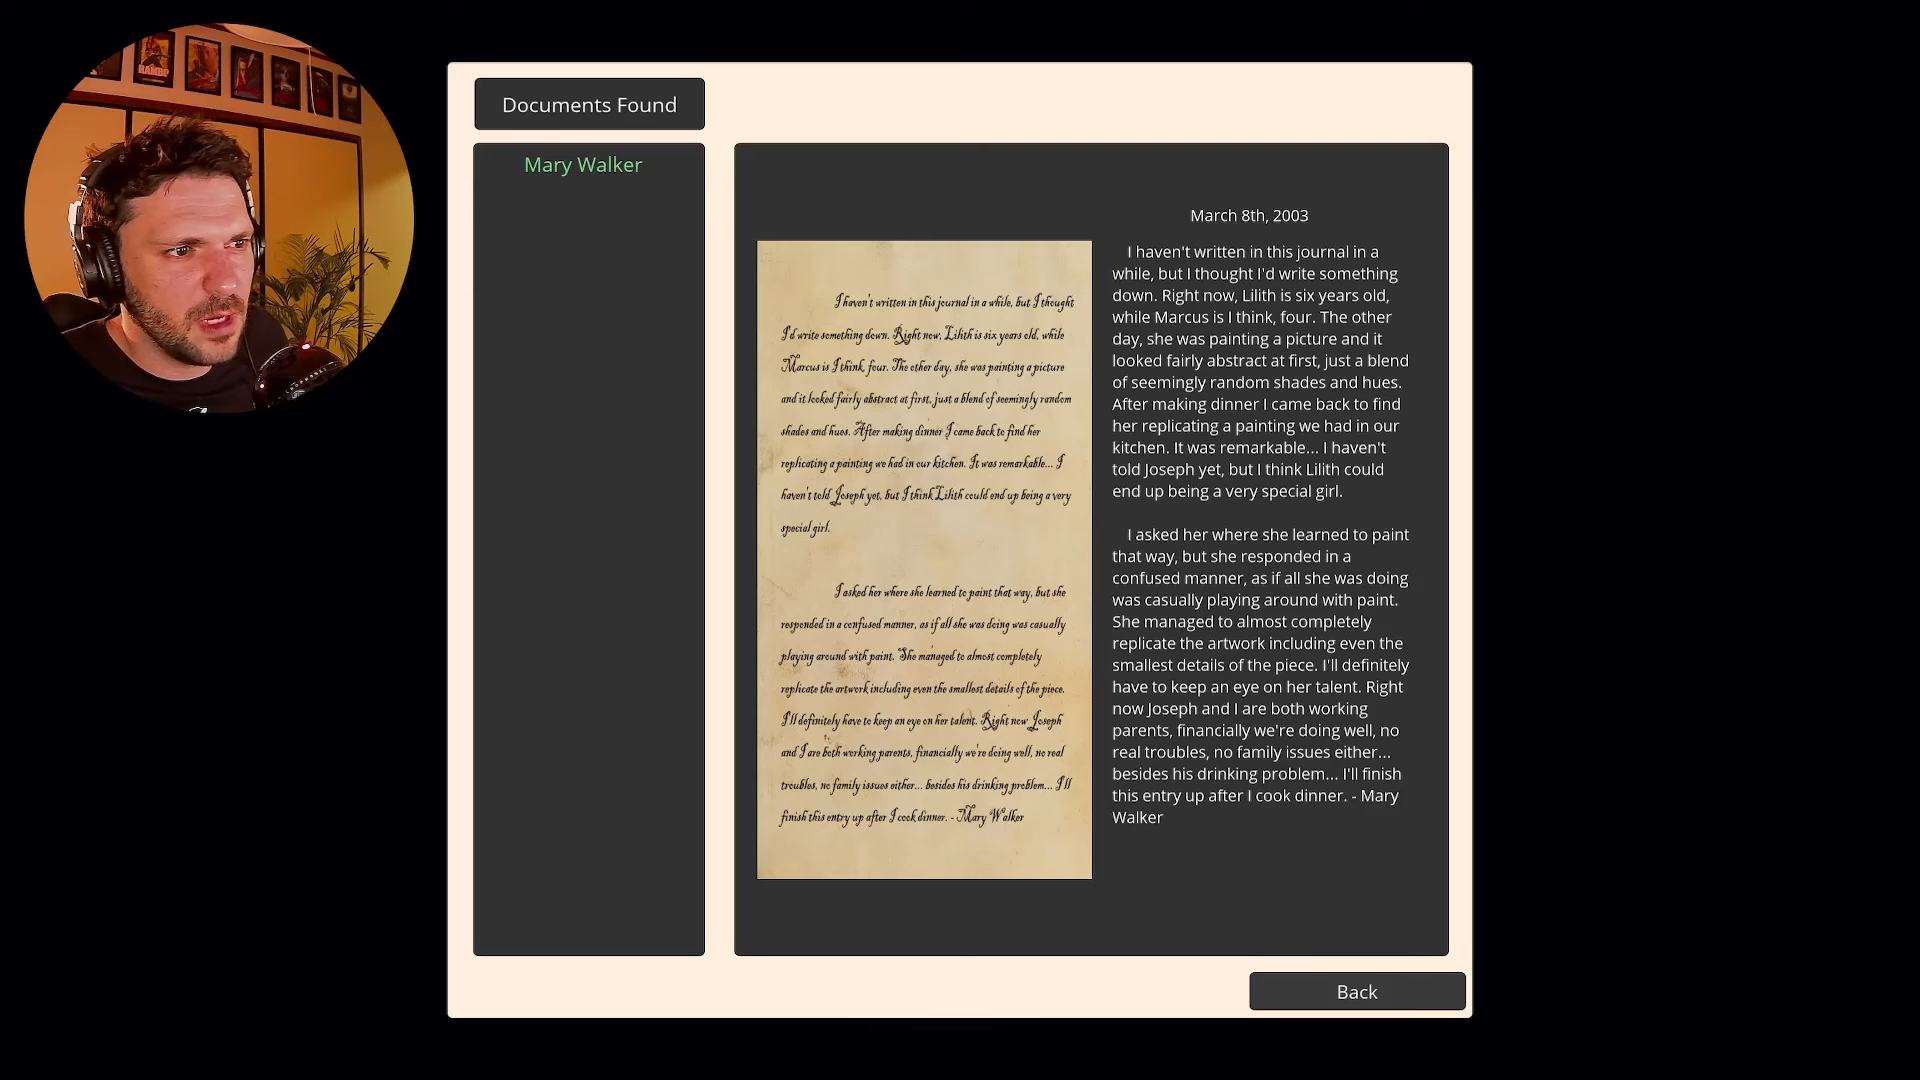 RAMBO
Documents Found
Mary Walker
I haven't written in this journal in a while, but I thought
I'd write something down. Right now, Lilith is six years old, while
Marcus is I think, four. The other day, she was painting a picture
and it looked fairly abstract at first, just a blend of seemingly random
shades and hues. After making dinner I came back to find her
replicating a painting we had in our kitchen. It was remarkable... I
haven't told Joseph yet, but I think Lilith could end up being a very
special girl.
I asked her where she learned to paint that way, but she
responded in a confused manner, as if all she was doing was casually
playing around with paint. She managed to almost completely
replicate the artwork including even the smallest details of the piece.
I'll definitely have to keep an eye on her talent. Right now Joseph
and I are both working parents, financially we're doing well, no real
troubles, no family issues either... besides his drinking problem... I'll
finish this entry up after I cook dinner. - Mary Walker
March 8th, 2003
I haven't written in this journal in a
while, but I thought I'd write something
down. Right now, Lilith is six years old,
while Marcus is I think, four. The other
day, she was painting a picture and it
looked fairly abstract at first, just a blend
of seemingly random shades and hues.
After making dinner I came back to find
her replicating a painting we had in our
kitchen. It was remarkable... I haven't
told Joseph yet, but I think Lilith could
end up being a very special girl.
I asked her where she learned to paint
that way, but she responded in a
confused manner, as if all she was doing
was casually playing around with paint.
She managed to almost completely
replicate the artwork including even the
smallest details of the piece. I'll definitely
have to keep an eye on her talent. Right
now Joseph and I are both working
parents, financially we're doing well, no
real troubles, no family issues either...
besides his drinking problem... I'll finish
this entry up after I cook dinner. - Mary
Walker
Back